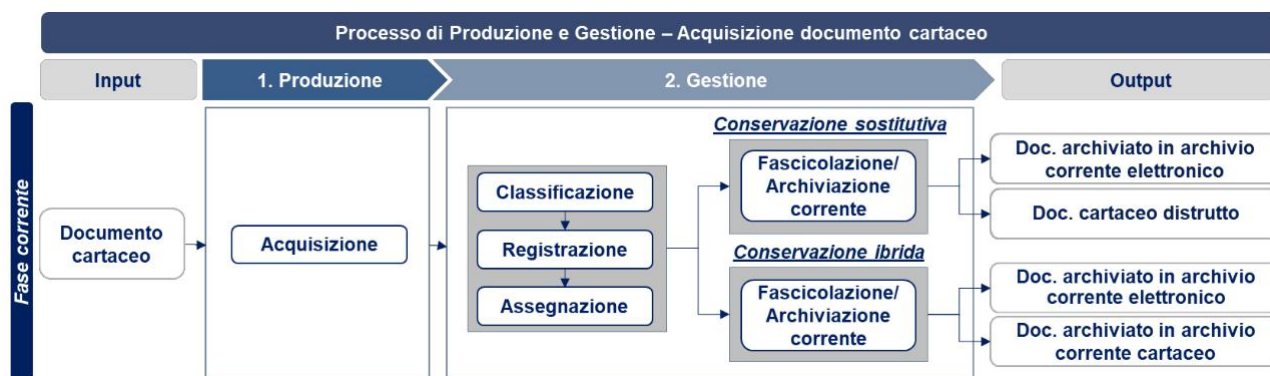 Processo di Produzione e Gestione – Acquisizione documento cartaceo
Input
1. Produzione
2. Gestione
Output
Fase corrente
Documento
cartaceo
Acquisizione
Classificazione
Registrazione
Assegnazione
Conservazione sostitutiva
Fascicolazione/
Archiviazione
corrente
Conservazione ibrida
Fascicolazione/
Archiviazione
corrente
Doc. archiviato in archivio
corrente elettronico
Doc. cartaceo distrutto
Doc. archiviato in archivio
corrente elettronico
Doc. archiviato in archivio
corrente cartaceo